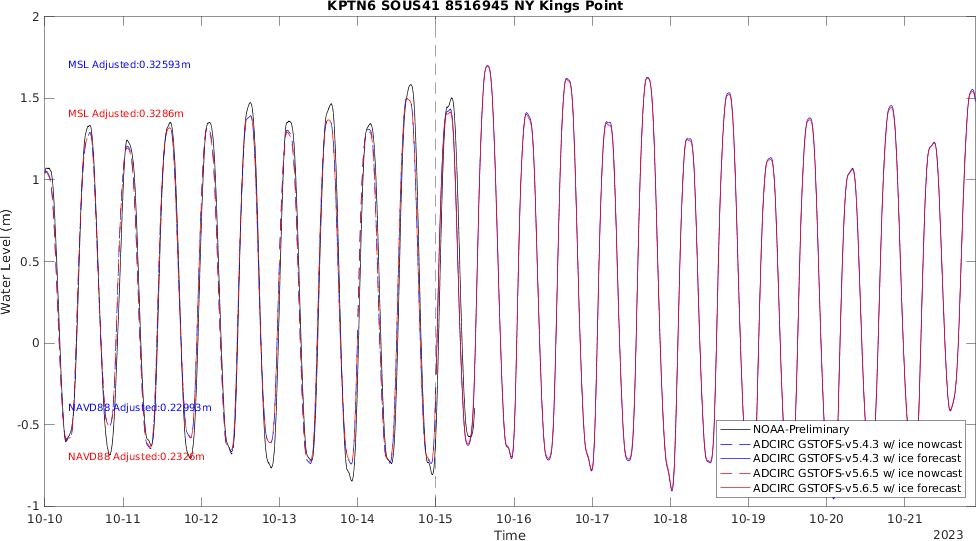 KPTN6 SOUS41 8516945 NY Kings Point
2
1.5
1
0.5
0
-0.5
-1
Water Level (m)
MSL Adjusted:0.32593m
MSL Adjusted:0.3286m
NAVD88 Adjusted:0.22993m
NAVD88 Adjusted:0.2326m
NOAA-Preliminary
ADCIRC GSTOFS-v5.4.3 w/ ice nowcast
ADCIRC GSTOFS-v5.4.3 w/ ice forecast
ADCIRC GSTOFS-v5.6.5 w/ ice nowcast
ADCIRC GSTOFS-v5.6.5 w/ ice forecast
10-10 10-11 10-12 10-13 10-14 10-15 10-16 10-17 10-18 10-19 10-20 10-21
Time
2023